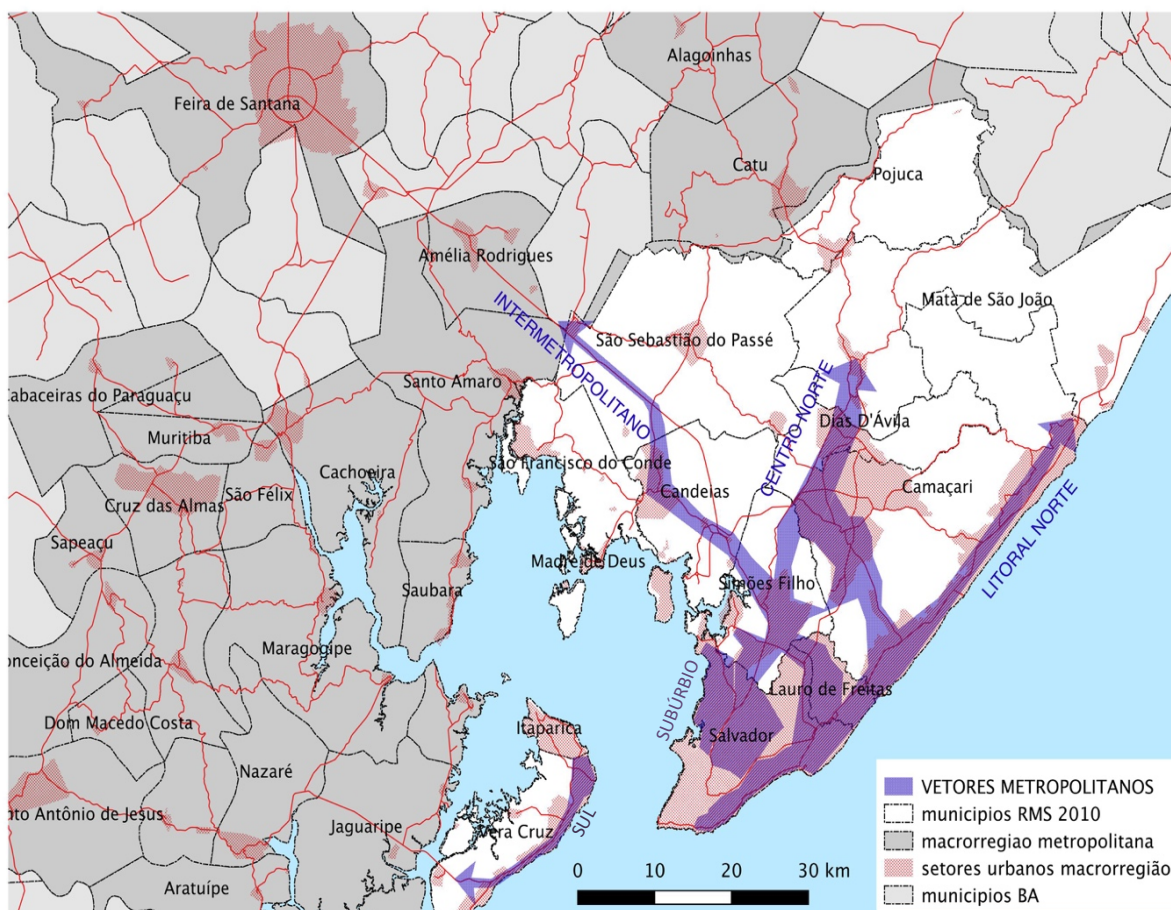 Alagoinhas
Feira de Santana
Catu
Pojuca
Amélia Rodrigues
Mata de São João
INTERMETROPOLITANO
São Sebastião do Passé
CENTRO NORTE
Santo Amaro
Cabaceiras do Paraguaçu
Dias D'Ávila
Muritiba
São Francisco do Conde
Cachoeira
Candeias
Camaçari
São Félix
Cruz das Almas
LITORAL NORTE
Sapeaçu
Madre de Deus
Simões Filho
Saubara
Maragogipe
onceição do Almeida
SUBÚRBIO
Lauro de Freitas
Dom Macedo Costa
Itaparica
Salvador
Nazaré
nto Antônio de Jesus
Jaguaripe
Vera Cruz
SUL
Aratuípe
0 10 20 30 km
VETORES METROPOLITANOS
municipios RMS 2010
macrorregiao metropolitana
setores urbanos macrorregião
municipios BA